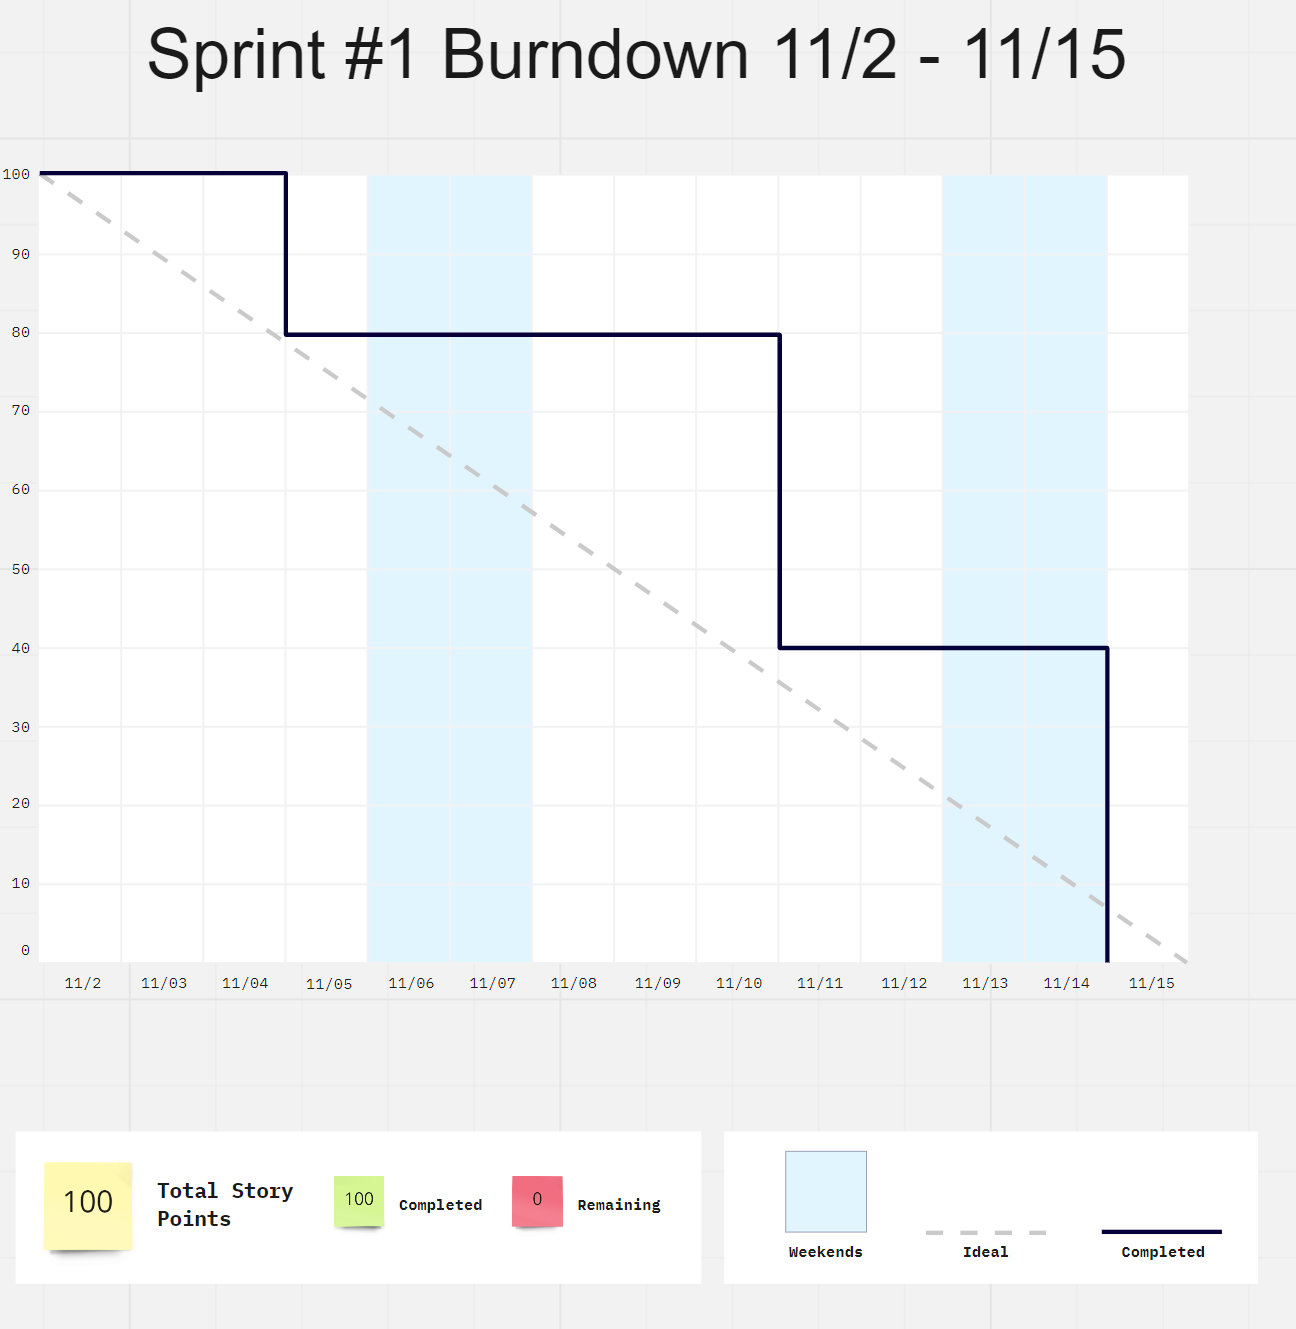 Sprint #1 Burndown 11/2 - 11/15
100
90
80
70
60
50
40
30
20
10
0
11/2 11/03 11/04 11/05 11/06 11/07 11/08 11/09 11/10 11/11 11/12 11/13 11/14 11/15
100
Total Story
Points
100
Completed
0
Remaining
Weekends
Ideal
Completed